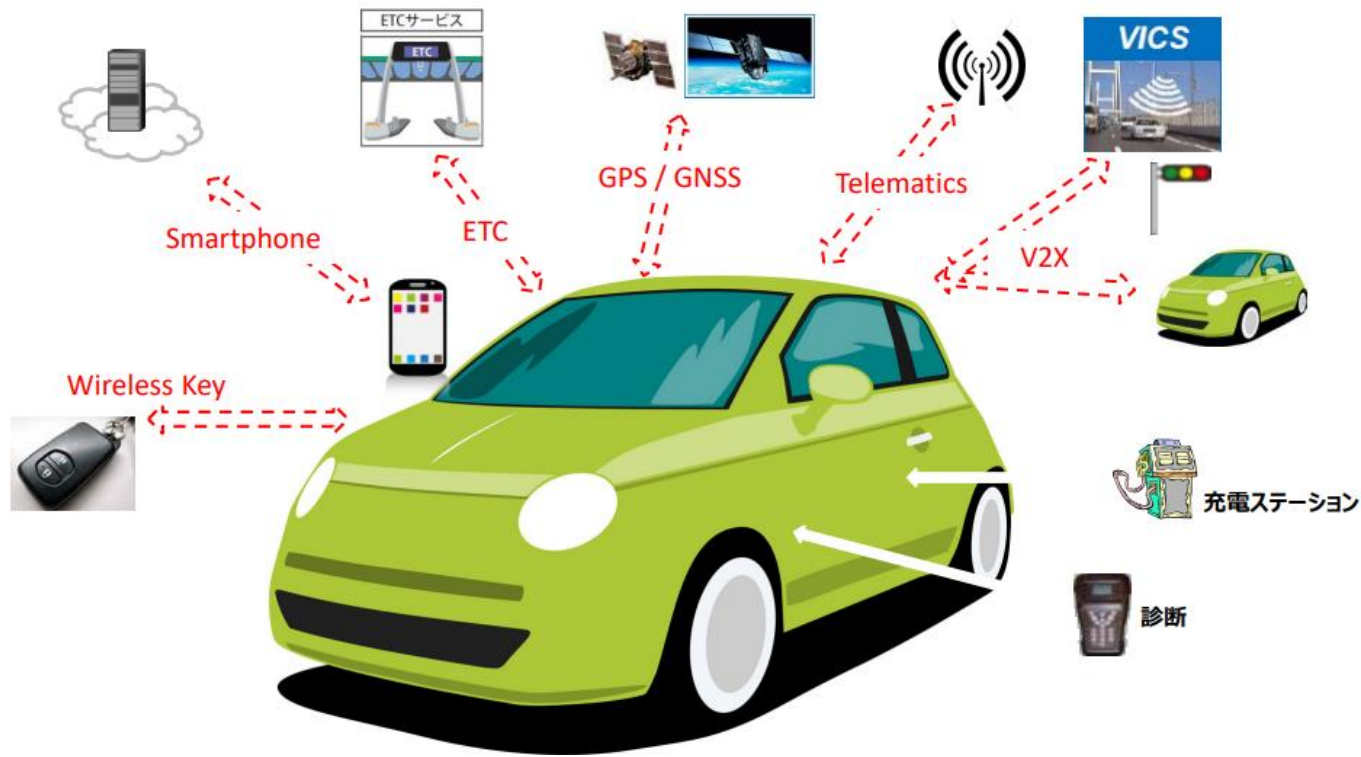 ETCサービス
ETC
VICS
GPS / GNSS
Telematics
Smartphone
ETC
V2X
Wireless Key
充電ステーション
診断